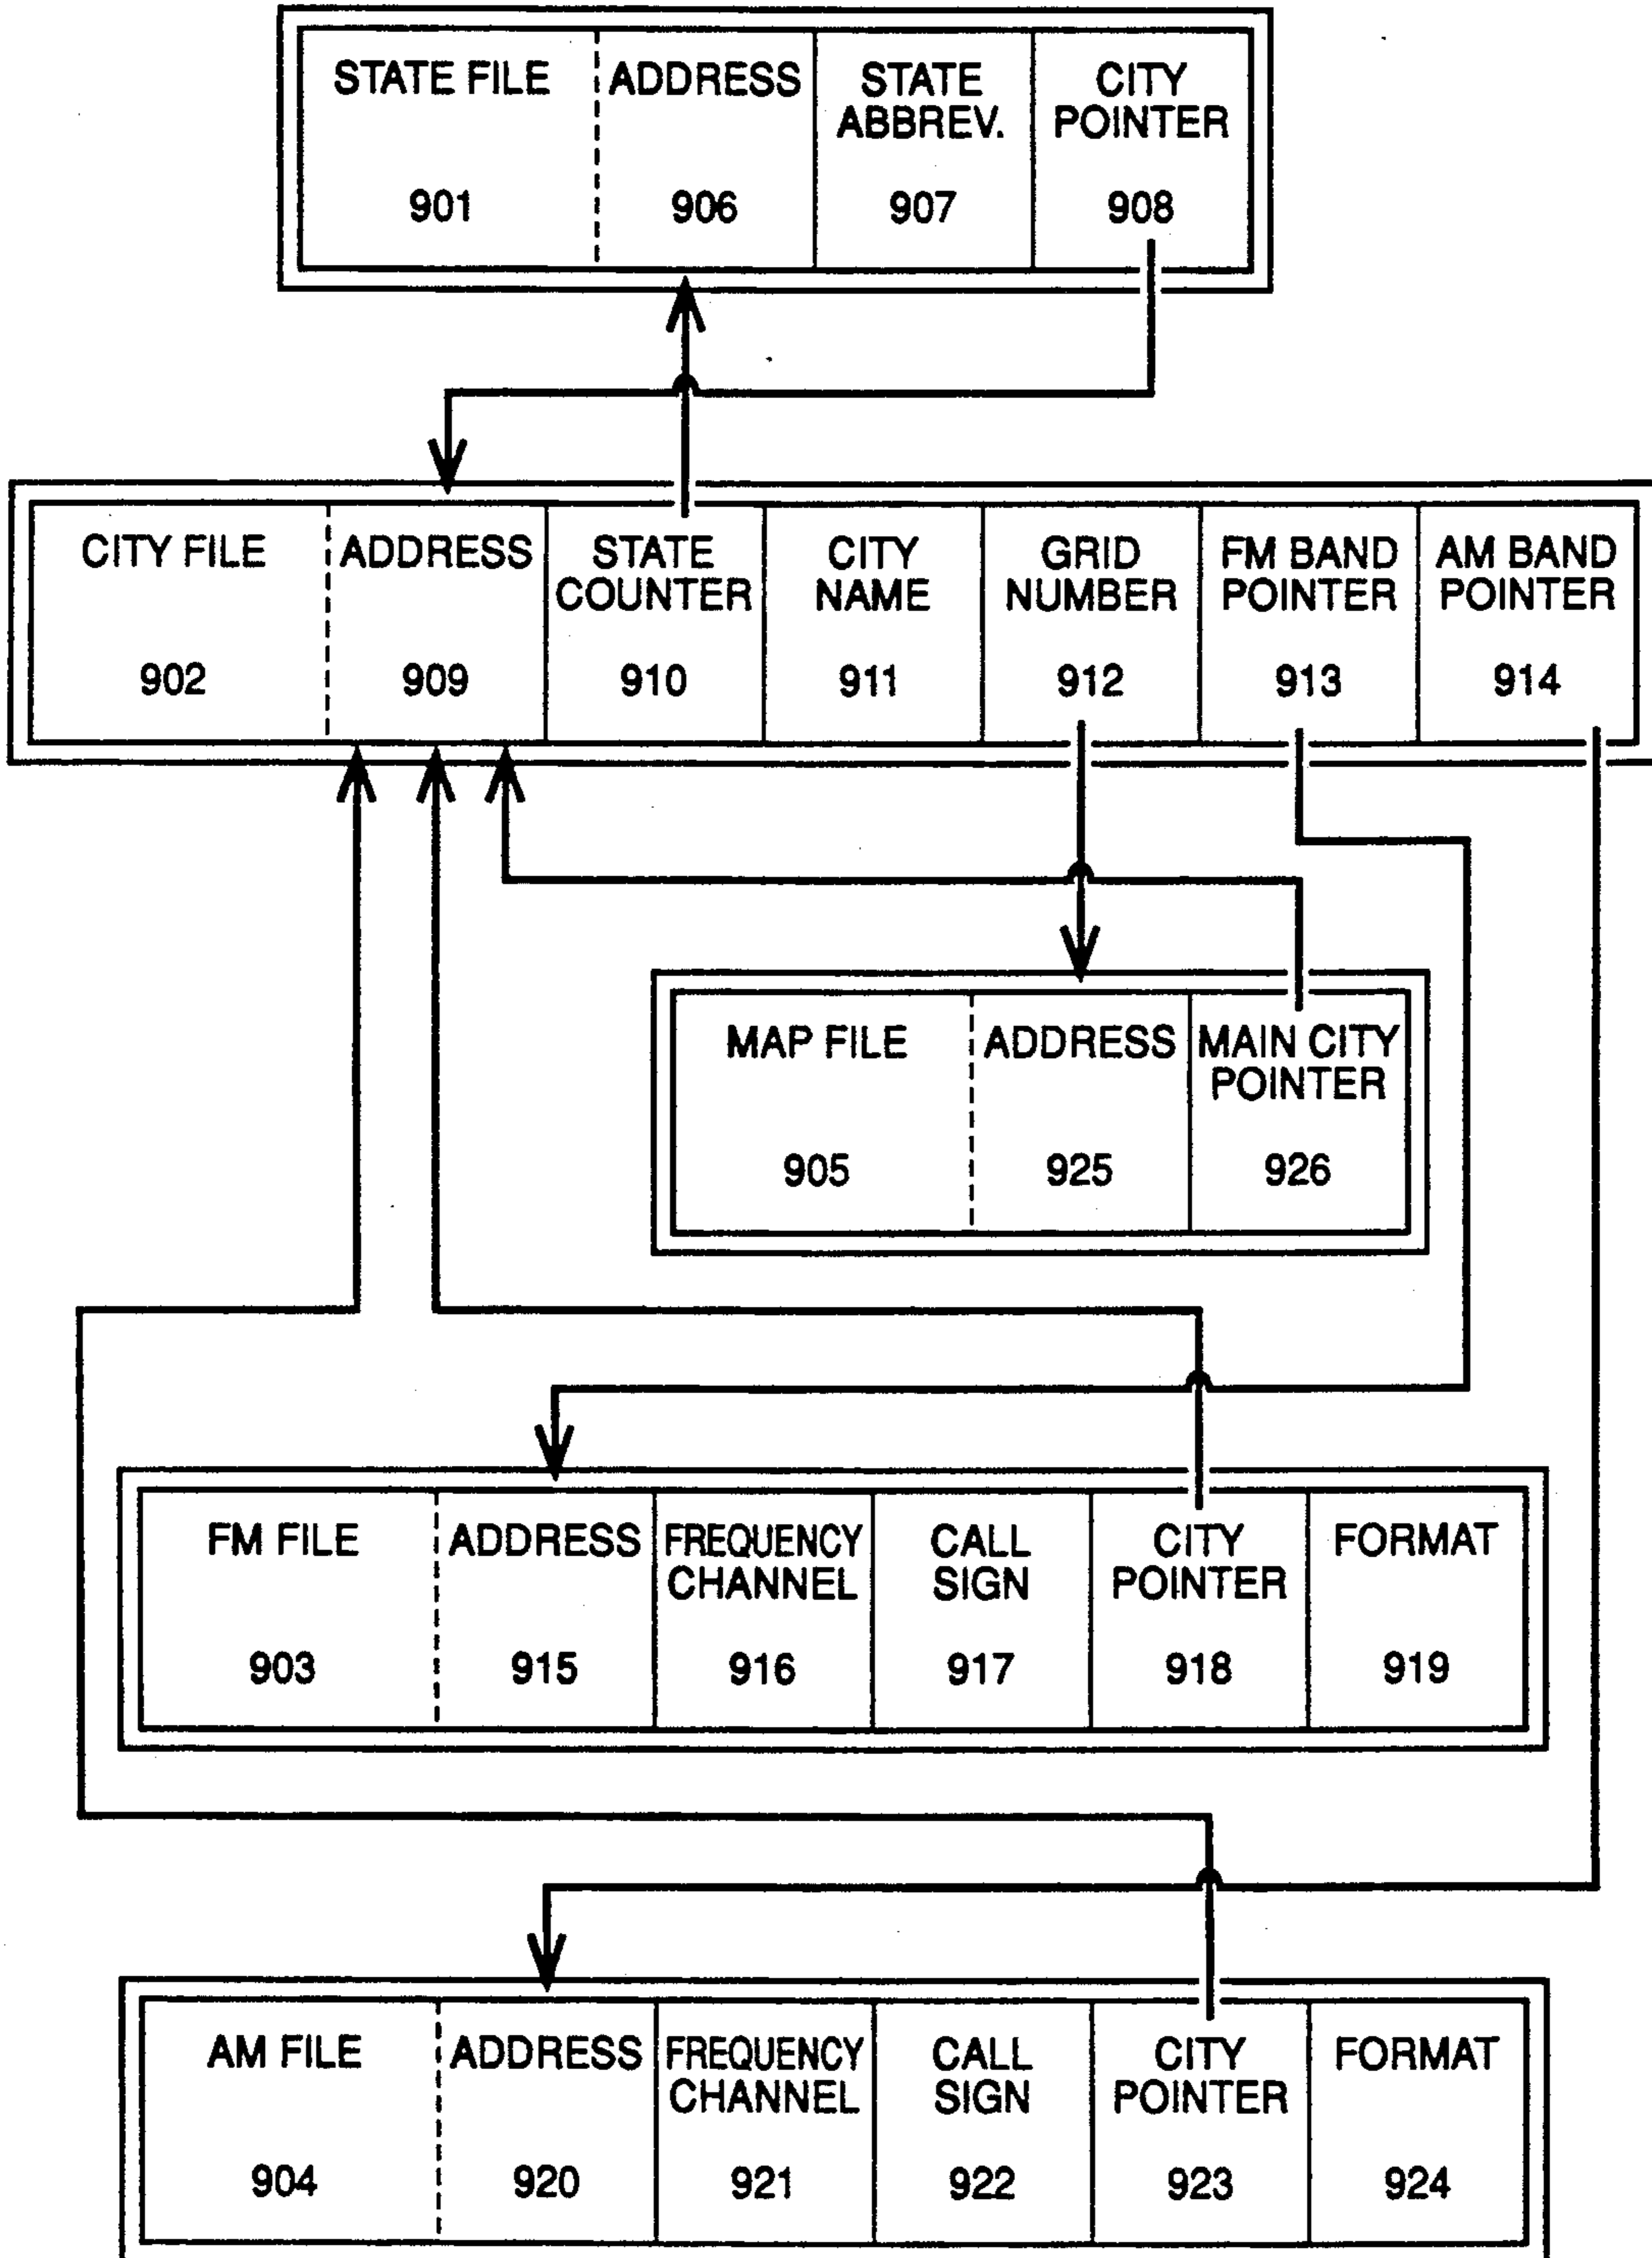 STATE FILE ADDRESS STATE CITY
ABBREV. POINTER
901 906 907 908
CITY FILE ADDRESS STATE CITY GRID FM BAND AM BAND
COUNTER NAME NUMBER POINTER POINTER
902 909 910 911 912 913 914
MAP FILE ADDRESS MAIN CITY
POINTER
905 925 926
FM FILE ADDRESS FREQUENCY CALL CITY FORMAT
CHANNEL SIGN POINTER
903 915 916 917 918 919
AM FILE ADDRESS FREQUENCY CALL CITY FORMAT
CHANNEL SIGN POINTER
904 920 921 922 923 924